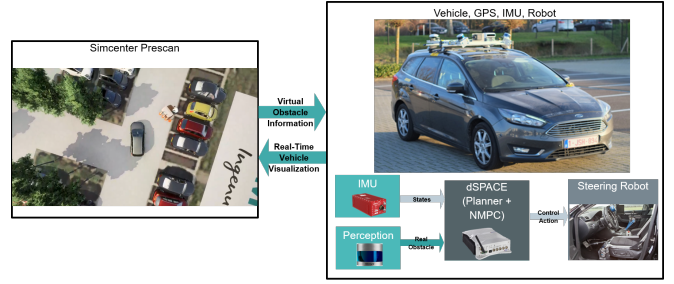 Simcenter Prescan
Vehicle, GPS, IMU, Robot
Virtual
Obstacle
Information
Real-Time
Vehicle
Visualization
IMU
States
dSPACE
(Planner +
NMPC)
Control
Action
Steering Robot
Perception
Real
Obstacle